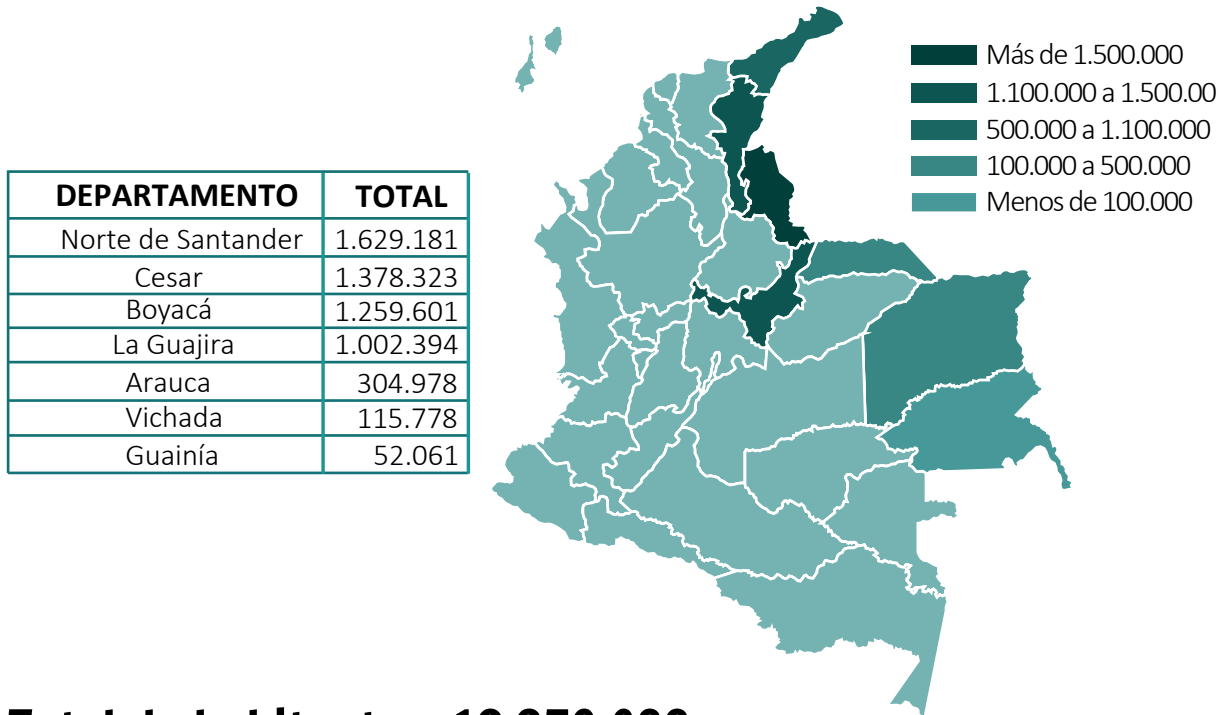 DEPARTAMENTO TOTAL
Norte de Santander 1.629.181
Cesar 1.378.323
Boyacá 1.259.601
La Guajira 1.002.394
Arauca 304.978
Vichada 115.778
Guainía 52.061
Más de 1.500.000
1.100.000 a 1.500.00
500.000 a 1.100.000
100.000 a 500.000
Menos de 100.000